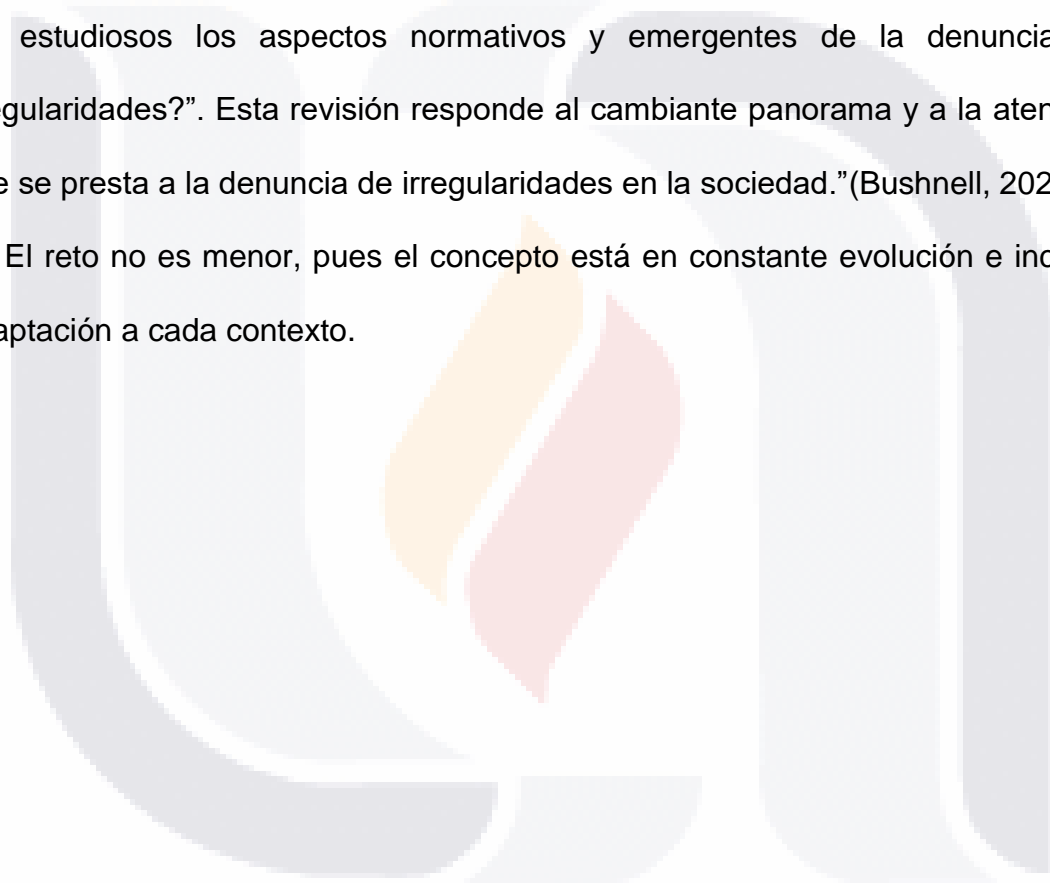 estudiosos los aspectos normativos y emergentes de la denuncia
egularidades?”. Esta revisión responde al cambiante panorama y a la aten
e se presta a la denuncia de irregularidades en la sociedad.”(Bushnell, 202
El reto no es menor, pues el concepto está en constante evolución e inc
aptación a cada contexto.